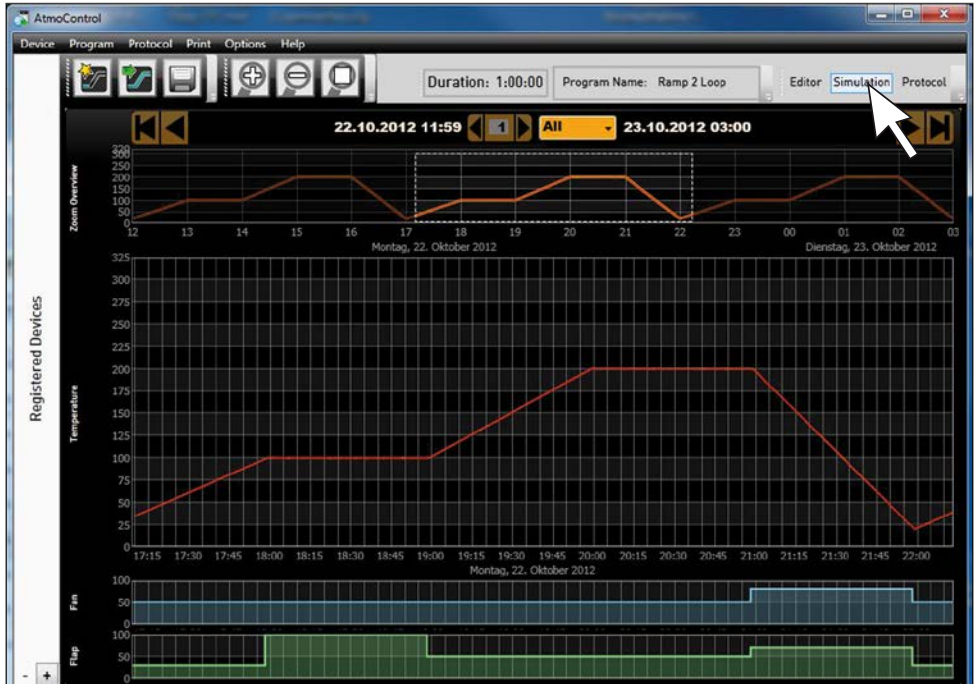 AtmoControl
Device Program Protocol Print Options Help
Duration: 1:00:00 Program Name: Ramp 2 Loop Editor Simulation Protocol
22.10.2012 11:59 1 All 23.10.2012 03:00
Zoom Overview
320
300
250
200
150
100
50
0
12 13 14 15 16 17 18 19 20 21 22 23 00 01 02 03
Montag, 22. Oktober 2012 Dienstag, 23. Oktober 2012
Registered Devices
Temperature
325
300
275
250
225
200
175
150
125
100
75
50
25
0
17:15 17:30 17:45 18:00 18:15 18:30 18:45 19:00 19:15 19:30 19:45 20:00 20:15 20:30 20:45 21:00 21:15 21:30 21:45 22:00
Montag, 22. Oktober 2012
Fan
100
50
0
Flap
100
50
0
- +